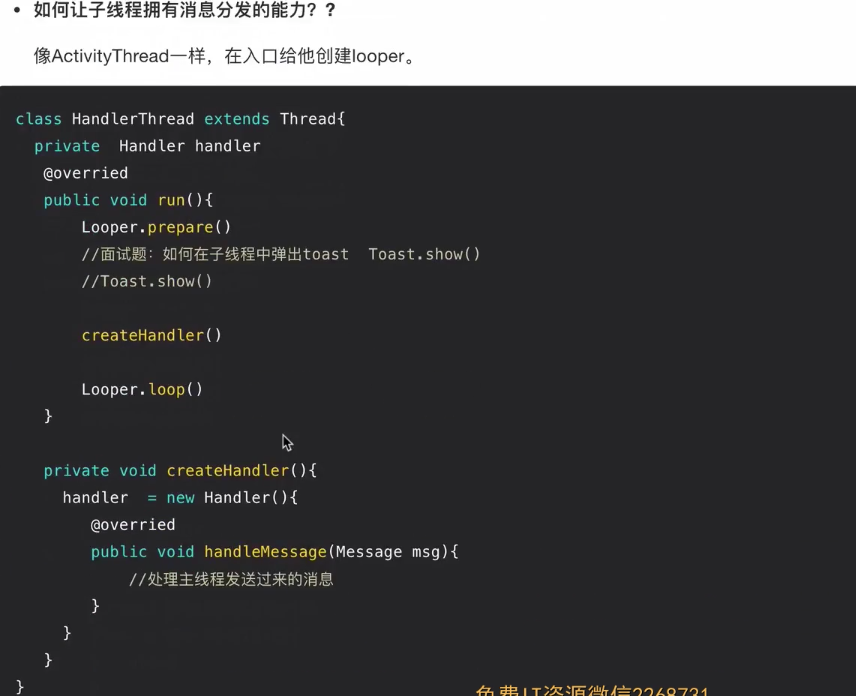 • 如何让子线程拥有消息分发的能力？？
像ActivityThread一样，在入口给他创建looper。
class HandlerThread extends Thread{
private  Handler handler
@overried
public void run(){
Looper.prepare()
//面试题：如何在子线程中弹出toast  Toast.show()
//Toast.show()
createHandler()
Looper.loop()
}
private void createHandler(){
handler  = new Handler(){
@overried
public void handleMessage(Message msg){
//处理主线程发送过来的消息
}
}
}
}
免费IT资源微信2268731